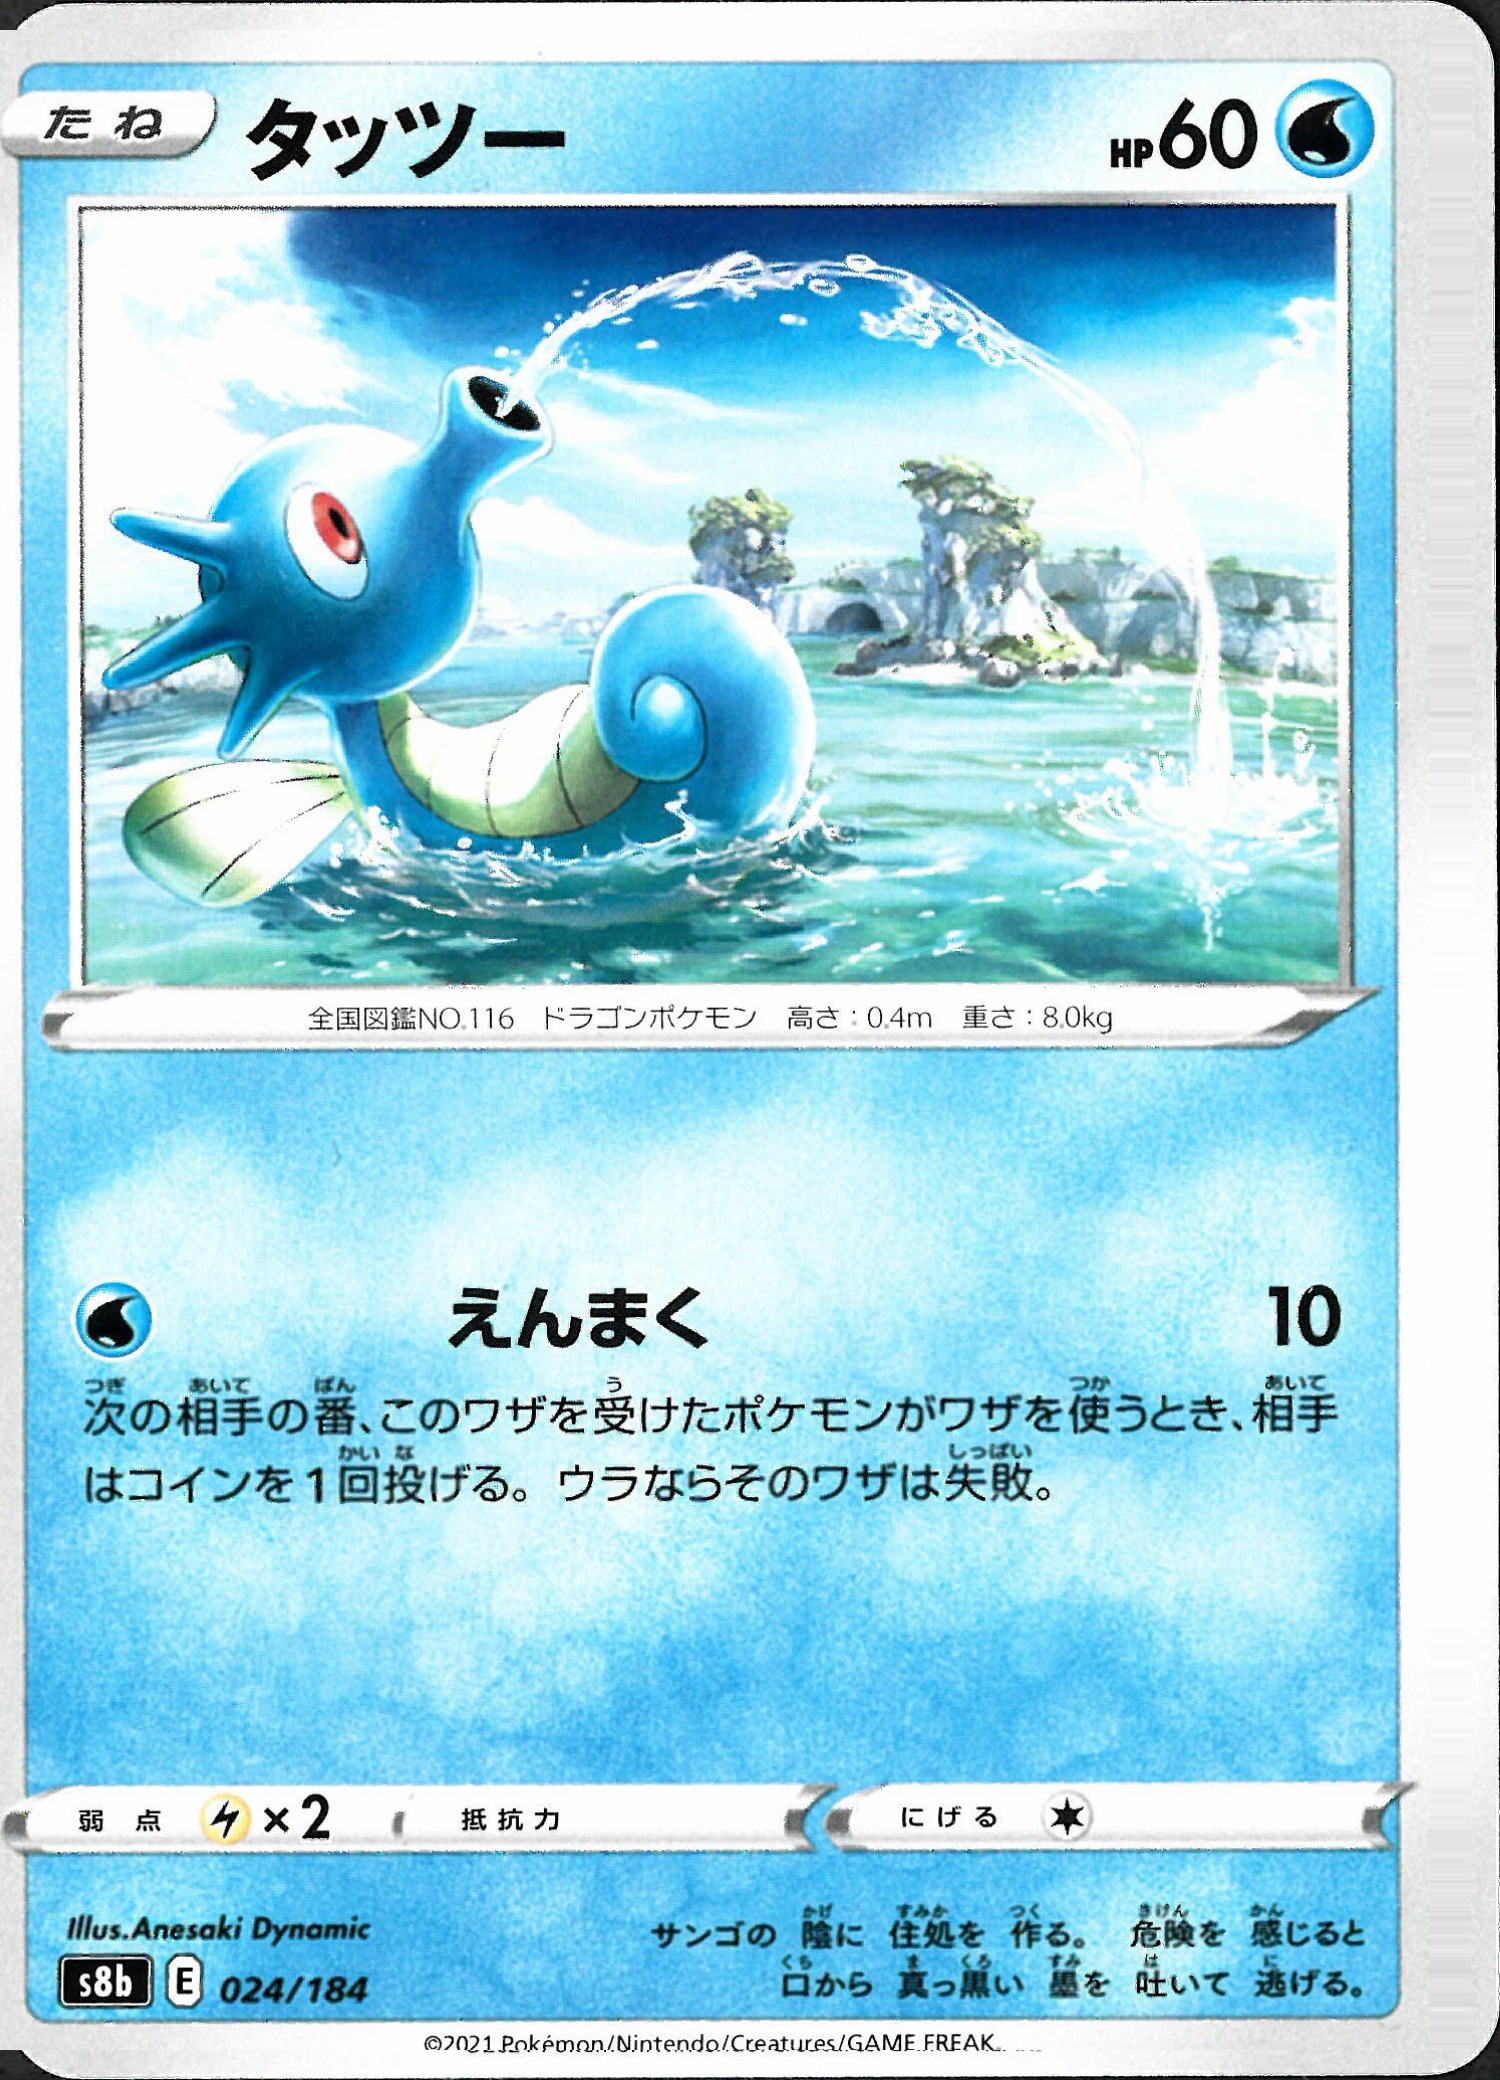 たね タッツー HP60
全国図鑑NO.116 ドラゴンポケモン 高さ:0.4m 重さ:8.0kg
えんまく 10
次の相手の番、このワザを受けたポケモンがワザを使うとき、相手
はコインを1回投げる。ウラならそのワザは失敗。
弱点 ×2 抵抗力 にげる
Illus.Anesaki Dynamic
s8b E 024/184
サンゴの 陰に 住処を 作る。 危険を 感じると
口から 真っ黒い 墨を 吐いて 逃げる。
©2021 Pokémon/Nintendo/Creatures/GAME FREAK.